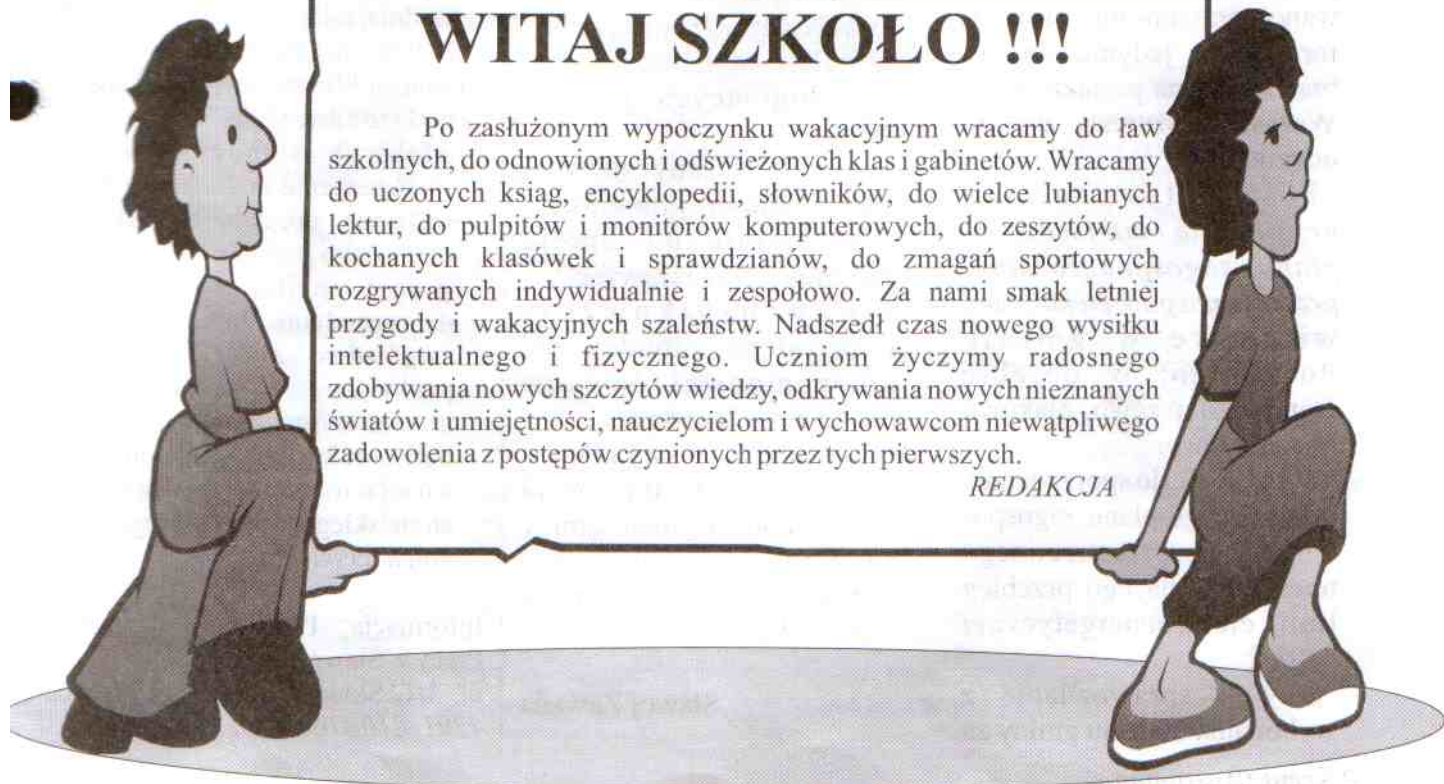 WITAJ SZKOŁO !!!
Po zasłużonym wypoczynku wakacyjnym wracamy do ław
szkolnych, do odnowionych i odświeżonych klas i gabinetów. Wracamy
do uczonych ksiąg, encyklopedii, słowników, do wielce lubianych
lektur, do pulpitów i monitorów komputerowych, do zeszytów, do
kochanych klasówek i sprawdzianów, do zmagań sportowych
rozgrywanych indywidualnie i zespołowo. Za nami smak letniej
przygody i wakacyjnych szaleństw. Nadszedł czas nowego wysiłku
intelektualnego i fizycznego. Uczniom życzymy radosnego
zdobywania nowych szczytów wiedzy, odkrywania nowych nieznanych
światów i umiejętności, nauczycielom i wychowawcom niewątpliwego
zadowolenia z postępów czynionych przez tych pierwszych.
REDAKCJA